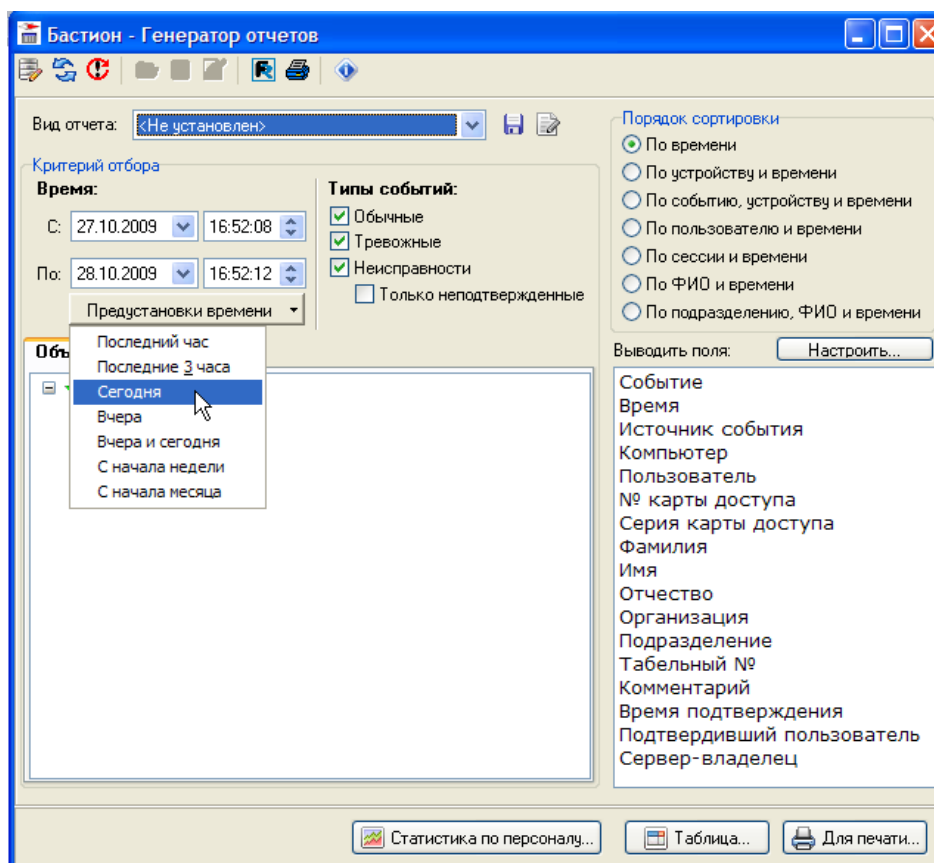 Бастион - Генератор отчетов
Вид отчета: <Не установлен>
Критерий отбора
Время:
С: 27.10.2009 16:52:08
По: 28.10.2009 16:52:12
Предустановки времени
Последний час
Последние 3 часа
Сегодня
Вчера
Вчера и сегодня
С начала недели
С начала месяца
Типы событий:
Обычные
Тревожные
Неисправности
Только неподтвержденные
Порядок сортировки
По времени
По устройству и времени
По событию, устройству и времени
По пользователю и времени
По сессии и времени
По ФИО и времени
По подразделению, ФИО и времени
Выводить поля: Настроить...
Событие
Время
Источник события
Компьютер
Пользователь
№ карты доступа
Серия карты доступа
Фамилия
Имя
Отчество
Организация
Подразделение
Табельный №
Комментарий
Время подтверждения
Подтвердивший пользователь
Сервер-владелец
Статистика по персоналу... Таблица... Для печати...